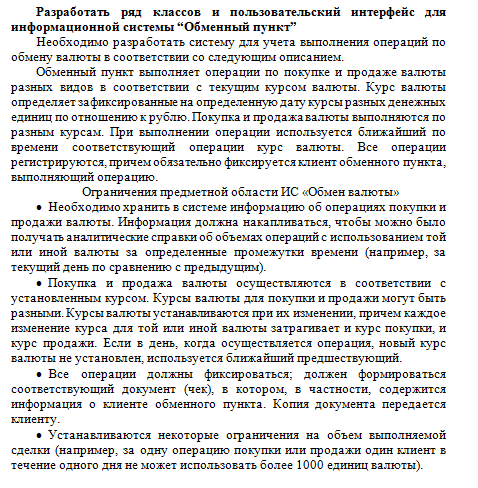 Разработать ряд классов и пользовательский интерфейс для
информационной системы “Обменный пункт”
Необходимо разработать систему для учета выполнения операций по
обмену валюты в соответствии со следующим описанием.
Обменный пункт выполняет операции по покупке и продаже валюты
разных видов в соответствии с текущим курсом валюты. Курс валюты
определяет зафиксированные на определенную дату курсы разных денежных
единиц по отношению к рублю. Покупка и продажа валюты выполняются по
разным курсам. При выполнении операции используется ближайший по
времени соответствующий операции курс валюты. Все операции
регистрируются, причем обязательно фиксируется клиент обменного пункта,
выполняющий операцию.
Ограничения предметной области ИС «Обмен валюты»
• Необходимо хранить в системе информацию об операциях покупки и
продажи валюты. Информация должна накапливаться, чтобы можно было
получать аналитические справки об объемах операций с использованием той
или иной валюты за определенные промежутки времени (например, за
текущий день по сравнению с предыдущим).
• Покупка и продажа валюты осуществляются в соответствии с
установленным курсом. Курсы валюты для покупки и продажи могут быть
разными. Курсы валюты устанавливаются при их изменении, причем каждое
изменение курса для той или иной валюты затрагивает и курс покупки, и
курс продажи. Если в день, когда осуществляется операция, новый курс
валюты не установлен, используется ближайший предшествующий.
• Все операции должны фиксироваться; должен формироваться
соответствующий документ (чек), в котором, в частности, содержится
информация о клиенте обменного пункта. Копия документа передается
клиенту.
• Устанавливаются некоторые ограничения на объем выполняемой
сделки (например, за одну операцию покупки или продажи один клиент в
течение одного дня не может использовать более 1000 единиц валюты).